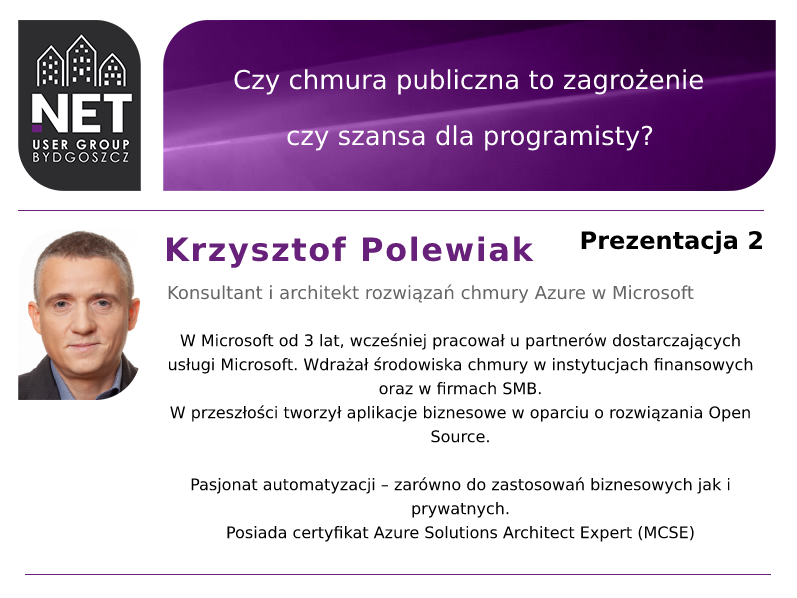 .NET
USER GROUP
BYDGOSZCZ
Czy chmura publiczna to zagrożenie
czy szansa dla programisty?
Krzysztof Polewiak
Prezentacja 2
Konsultant i architekt rozwiązań chmury Azure w Microsoft
W Microsoft od 3 lat, wcześniej pracował u partnerów dostarczających
usługi Microsoft. Wdrażał środowiska chmury w instytucjach finansowych
oraz w firmach SMB.
W przeszłości tworzył aplikacje biznesowe w oparciu o rozwiązania Open
Source.
Pasjonat automatyzacji – zarówno do zastosowań biznesowych jak i
prywatnych.
Posiada certyfikat Azure Solutions Architect Expert (MCSE)